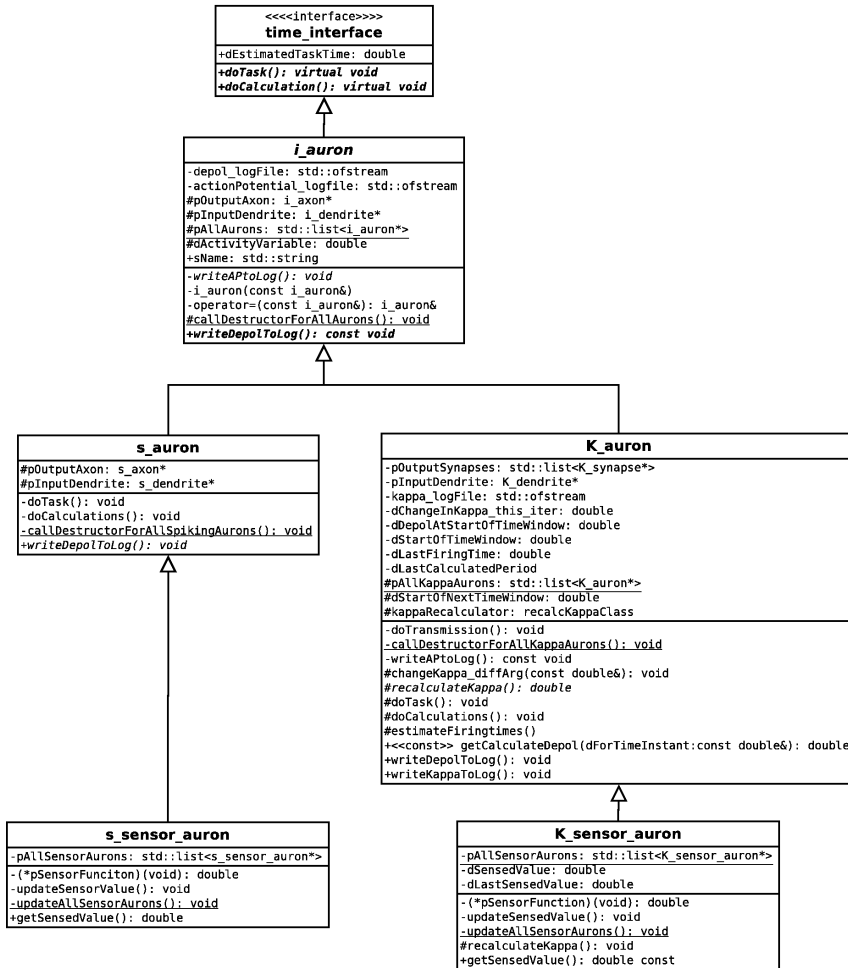 <<<<interface>>>>
time_interface
+dEstimatedTaskTime: double
+doTask(): virtual void
+doCalculation(): virtual void
i_auron
-depol_logFile: std::ofstream
-actionPotential_logfile: std::ofstream
#pOutputAxon: i_axon*
#pInputDendrite: i_dendrite*
#pAllAurons: std::list<i_auron*>
#dActivityVariable: double
+sName: std::string
-writeAPtoLog(): void
-i_auron(const i_auron&)
-operator=(const i_auron&): i_auron&
#callDestructorForAllAurons(): void
+writeDepolToLog(): const void
s_auron
#pOutputAxon: s_axon*
#pInputDendrite: s_dendrite*
-doTask(): void
-doCalculations(): void
-callDestructorForAllSpikingAurons(): void
+writeDepolToLog(): void
K_auron
-pOutputSynapses: std::list<K_synapse*>
-pInputDendrite: K_dendrite*
-kappa_logFile: std::ofstream
-dChangeInKappa_this_iter: double
-dDepolAtStartOfTimeWindow: double
-dStartOfTimeWindow: double
-dLastFiringTime: double
-dLastCalculatedPeriod
#pAllKappaAurons: std::list<K_auron*>
#dStartOfNextTimeWindow: double
#kappaRecalculator: recalcKappaClass
-doTransmission(): void
-callDestructorForAllKappaAurons(): void
-writeAPtoLog(): const void
#changeKappa_diffArg(const double&): void
#recalculateKappa(): double
#doTask(): void
#doCalculations(): void
#estimateFiringtimes()
+<<const>> getCalculateDepol(dForTimeInstant:const double&): double
+writeDepolToLog(): void
+writeKappaToLog(): void
s_sensor_auron
-pAllSensorAurons: std::list<s_sensor_auron*>
-(*pSensorFunciton)(void): double
-updateSensorValue(): void
-updateAllSensorAurons(): void
+getSensedValue(): double
K_sensor_auron
-pAllSensorAurons: std::list<K_sensor_auron*>
-dSensedValue: double
-dLastSensedValue: double
-(*pSensorFunction)(void): double
-updateSensedValue(): void
-updateAllSensorAurons(): void
#recalculateKappa(): void
+getSensedValue(): double const